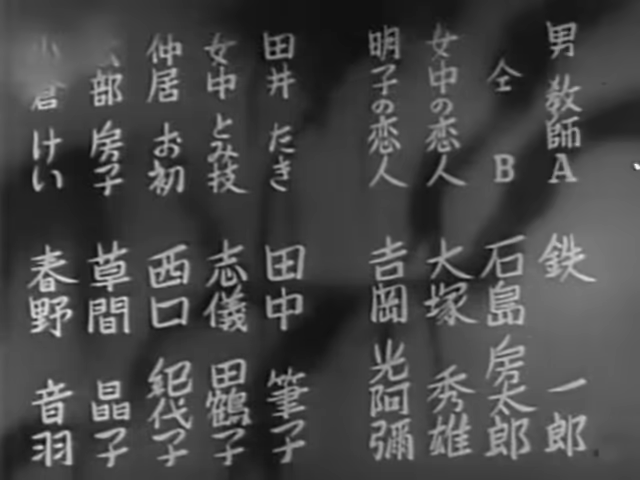 男 教師A 鉄 一郎
仝 B 石島 房太郎
女中の恋人 大塚 秀雄
明子の恋人 吉岡 光阿彌
田井 たき 田中 筆子
女中 とみ技 志儀 田鶴子
仲居 お初 西口 紀代子
部 房子 草間 晶子
倉 けい 春野 音羽